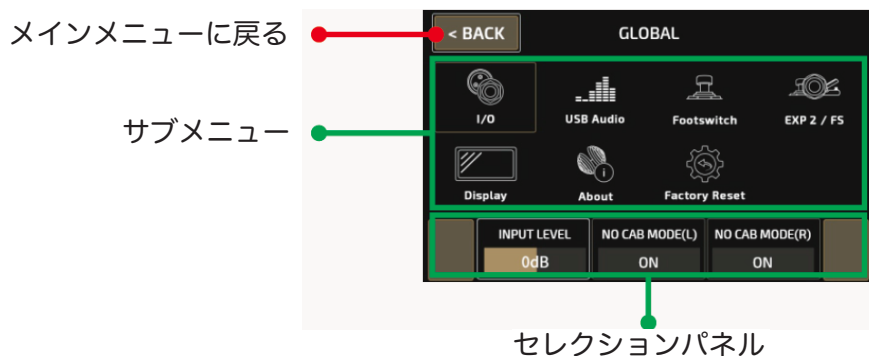 メインメニューに戻る
< BACK
GLOBAL
サブメニュー
I/O
USB Audio
Footswitch
EXP 2 / FS
Display
About
Factory Reset
INPUT LEVEL
NO CAB MODE(L)
NO CAB MODE(R)
0dB
ON
ON
セレクションパネル